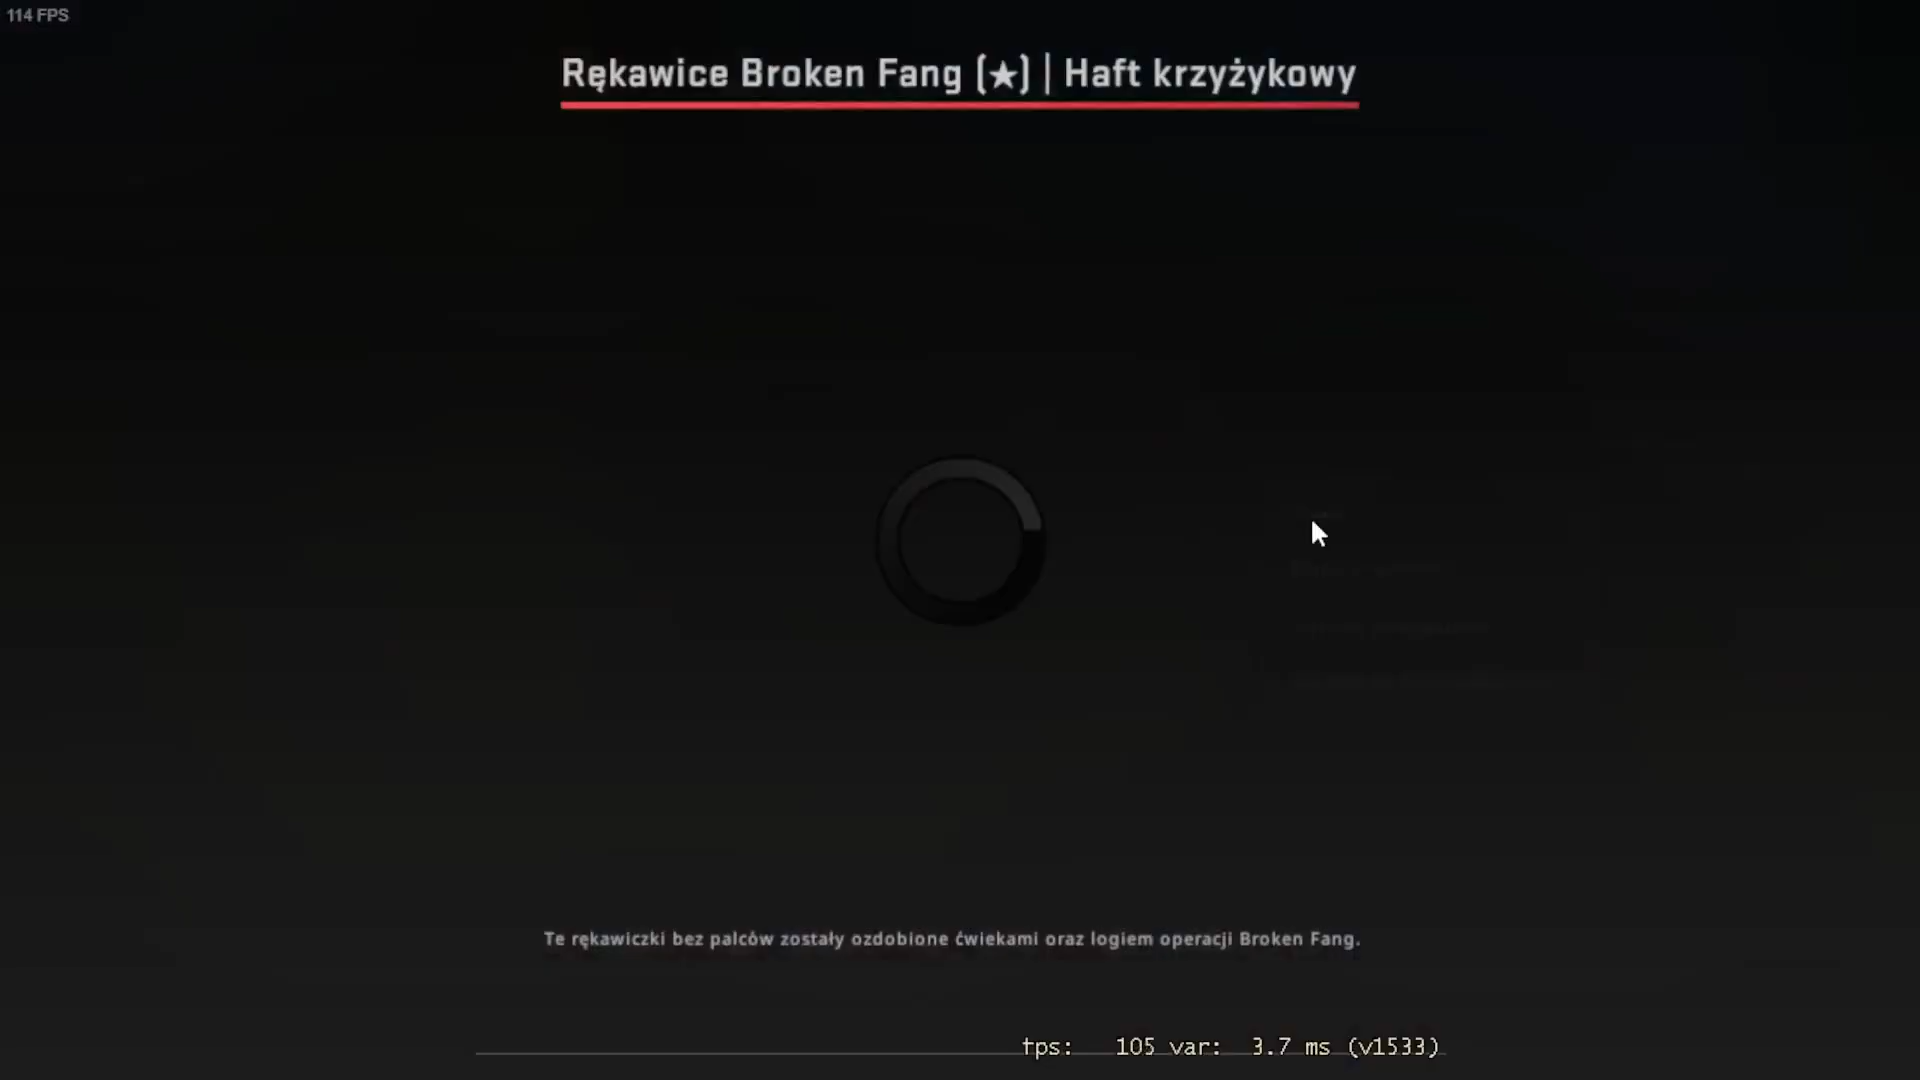 114 FPS
Rękawice Broken Fang (★) | Haft krzyżykowy
Te rękawiczki bez palców zostały ozdobione ćwiekami oraz logiem operacji Broken Fang.
fps: 105 var: 3.7 ms (v1533)